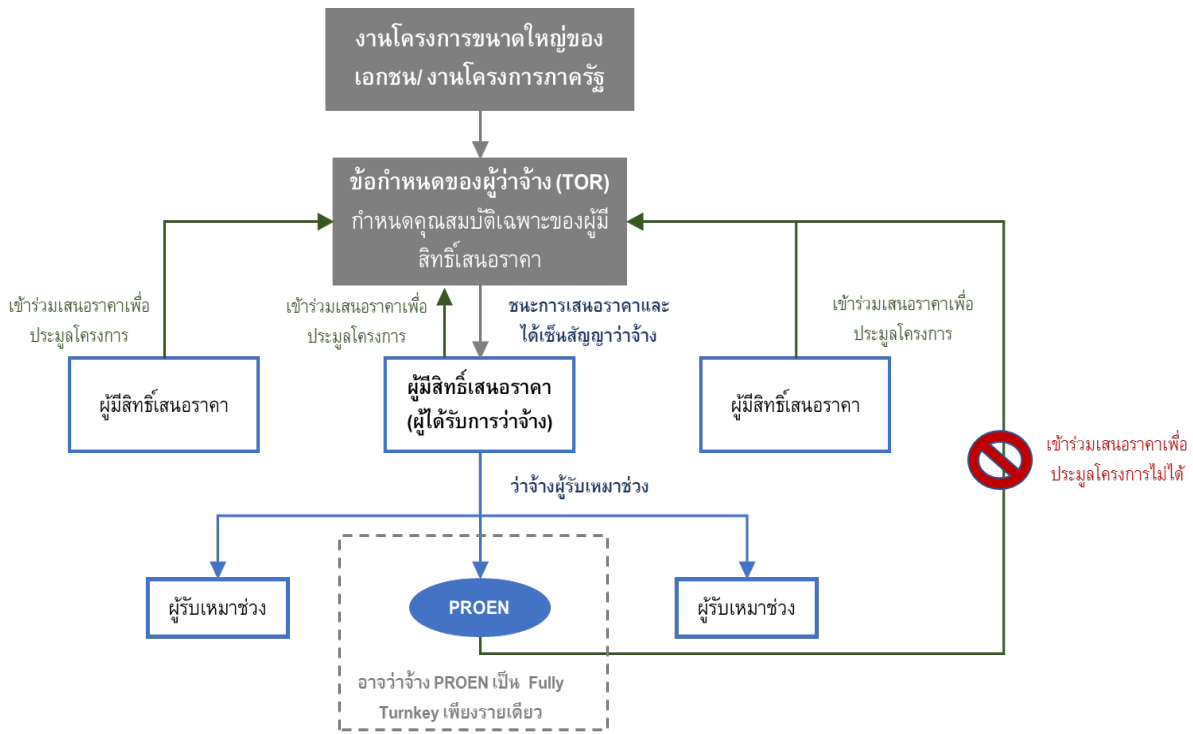 งานโครงการขนาดใหญ่ของ
เอกชน/ งานโครงการภาครัฐ
ข้อกำหนดของผู้ว่าจ้าง (TOR)
กำหนดคุณสมบัติเฉพาะของผู้มี
สิทธิ์เสนอราคา
เข้าร่วมเสนอราคาเพื่อ
ประมูลโครงการ
เข้าร่วมเสนอราคาเพื่อ
ประมูลโครงการ
ชนะการเสนอราคาและ
ได้เซ็นสัญญาว่าจ้าง
เข้าร่วมเสนอราคาเพื่อ
ประมูลโครงการ
ผู้มีสิทธิ์เสนอราคา
ผู้มีสิทธิ์เสนอราคา
(ผู้ได้รับการว่าจ้าง)
ผู้มีสิทธิ์เสนอราคา
เข้าร่วมเสนอราคาเพื่อ
ประมูลโครงการไม่ได้
ว่าจ้างผู้รับเหมาช่วง
ผู้รับเหมาช่วง
PROEN
ผู้รับเหมาช่วง
อาจว่าจ้าง PROEN เป็น Fully
Turnkey เพียงรายเดียว